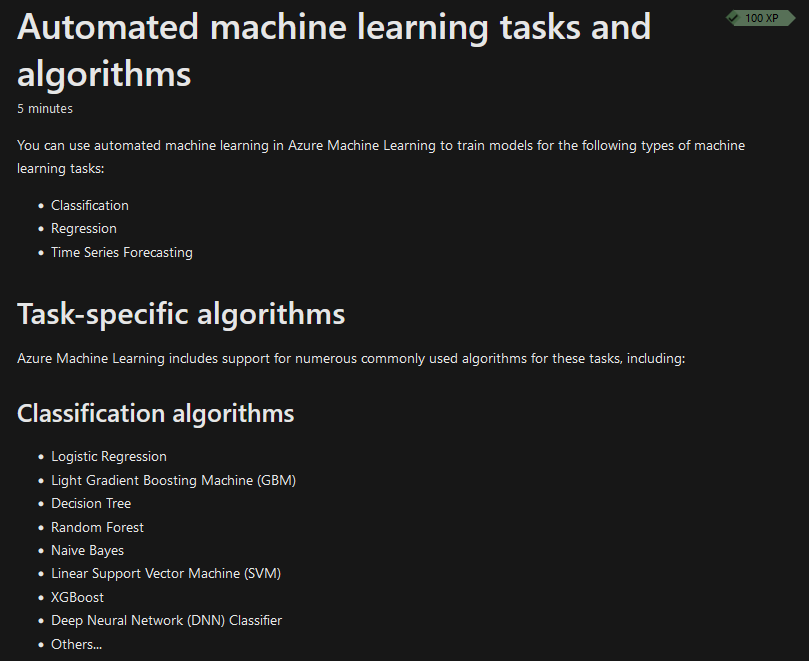 Automated machine learning tasks and
100 XP
algorithms
5 minutes
You can use automated machine learning in Azure Machine Learning to train models for the following types of machine
learning tasks:
• Classification
• Regression
• Time Series Forecasting
Task-specific algorithms
Azure Machine Learning includes support for numerous commonly used algorithms for these tasks, including:
Classification algorithms
• Logistic Regression
• Light Gradient Boosting Machine (GBM)
• Decision Tree
• Random Forest
• Naive Bayes
• Linear Support Vector Machine (SVM)
• XGBoost
• Deep Neural Network (DNN) Classifier
• Others...